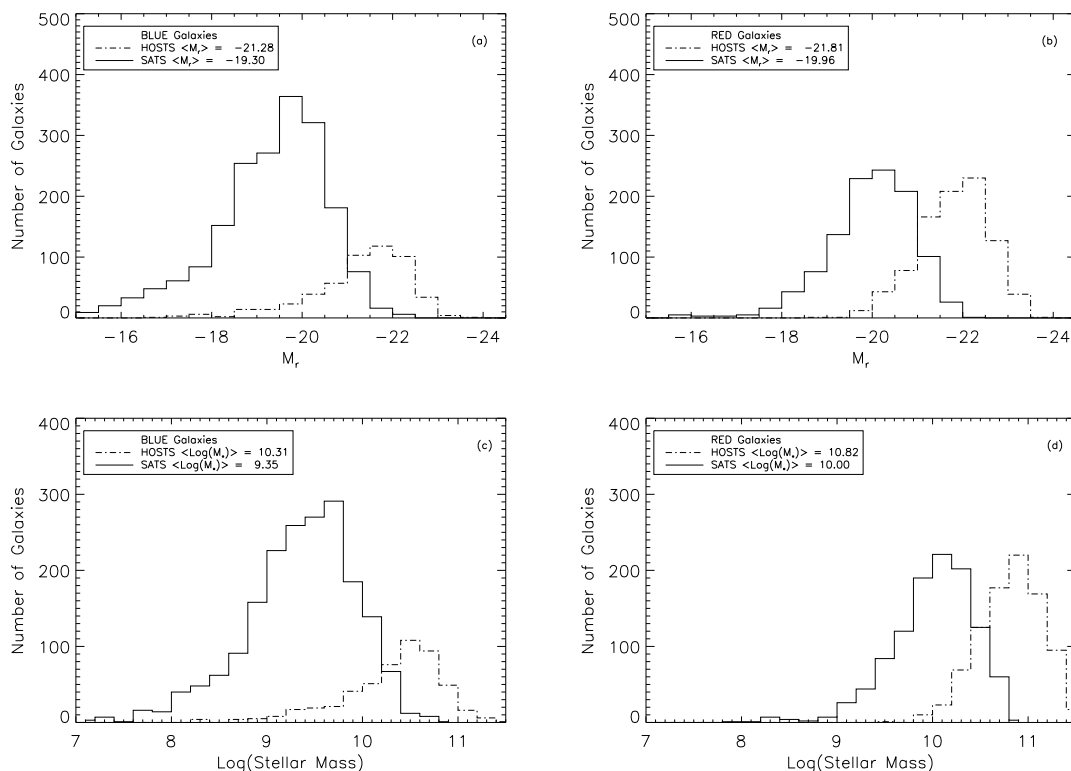 BLUE Galaxies
HOSTS <M_r> = -21.28
SATS <M_r> = -19.30
(a)
500
400
300
200
100
0
Number of Galaxies
-16 -18 -20 -22 -24
M_r
RED Galaxies
HOSTS <M_r> = -21.81
SATS <M_r> = -19.96
(b)
500
400
300
200
100
0
Number of Galaxies
-16 -18 -20 -22 -24
M_r
BLUE Galaxies
HOSTS <Log(M_*)> = 10.31
SATS <Log(M_*)> = 9.35
(c)
400
300
200
100
0
Number of Galaxies
7 8 9 10 11
Log(Stellar Mass)
RED Galaxies
HOSTS <Log(M_*)> = 10.82
SATS <Log(M_*)> = 10.00
(d)
400
300
200
100
0
Number of Galaxies
7 8 9 10 11
Log(Stellar Mass)